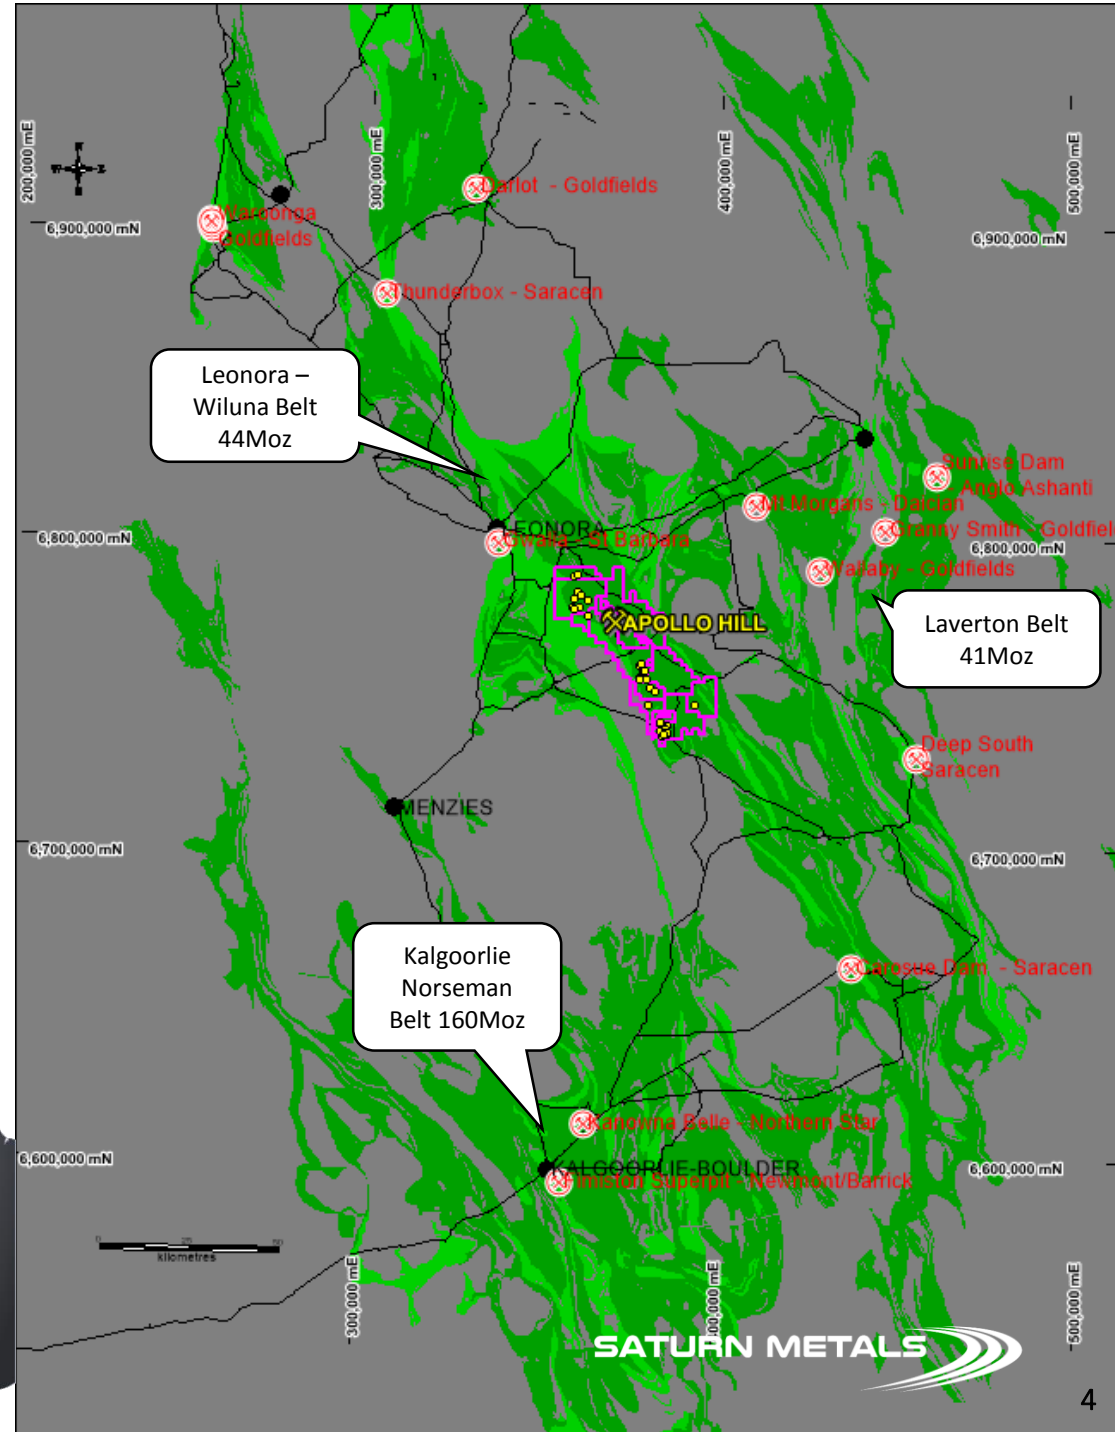 200,000 mE
300,000 mE
400,000 mE
500,000 mE
Darlot - Goldfields
Waroonga
Goldfields
6,900,000 mN
6,900,000 mN
Thunderbox - Saracen
Leonora –
Wiluna Belt
44Moz
Sunrise Dam
- Anglo Ashanti
Mt Morgans - Dacian
LEONORA
Granny Smith - Goldfiel
6,800,000 mN
Gwalia - St Barbara
6,800,000 mN
Wallaby - Goldfields
APOLLO HILL
Laverton Belt
41Moz
Deep South
Saracen
MENZIES
6,700,000 mN
6,700,000 mN
Kalgoorlie
Norseman
Belt 160Moz
Carosue Dam - Saracen
Kanowna Belle - Northern Star
6,600,000 mN
KALGOORLIE-BOULDER
6,600,000 mN
Fimiston Superpit - Newmont/Barrick
0 25 50
kilometres
300,000 mE
400,000 mE
500,000 mE
SATURN METALS
4